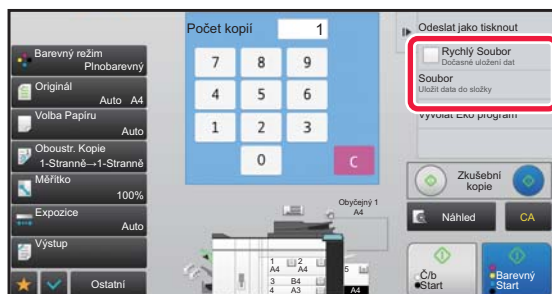 Počet kopií
1
Odeslat jako tisknout
Barevný režim
Plnobarevný
Originál
Auto A4
Volba Papíru
Auto
Oboustr. Kopie
1-Stranně→1-Stranně
Měřítko
100%
Expozice
Auto
Výstup
Ostatní
7 8 9
4 5 6
1 2 3
0 C
Obyčejný 1
A4
1 A4
2 A4
3 B4
4 A3
5
A4
Rychlý Soubor
Dočasné uložení dat
Soubor
Uložit data do složky
Vyvolat Eko program
Zkušební
kopie
Náhled
CA
Č/b
Start
Barevný
Start